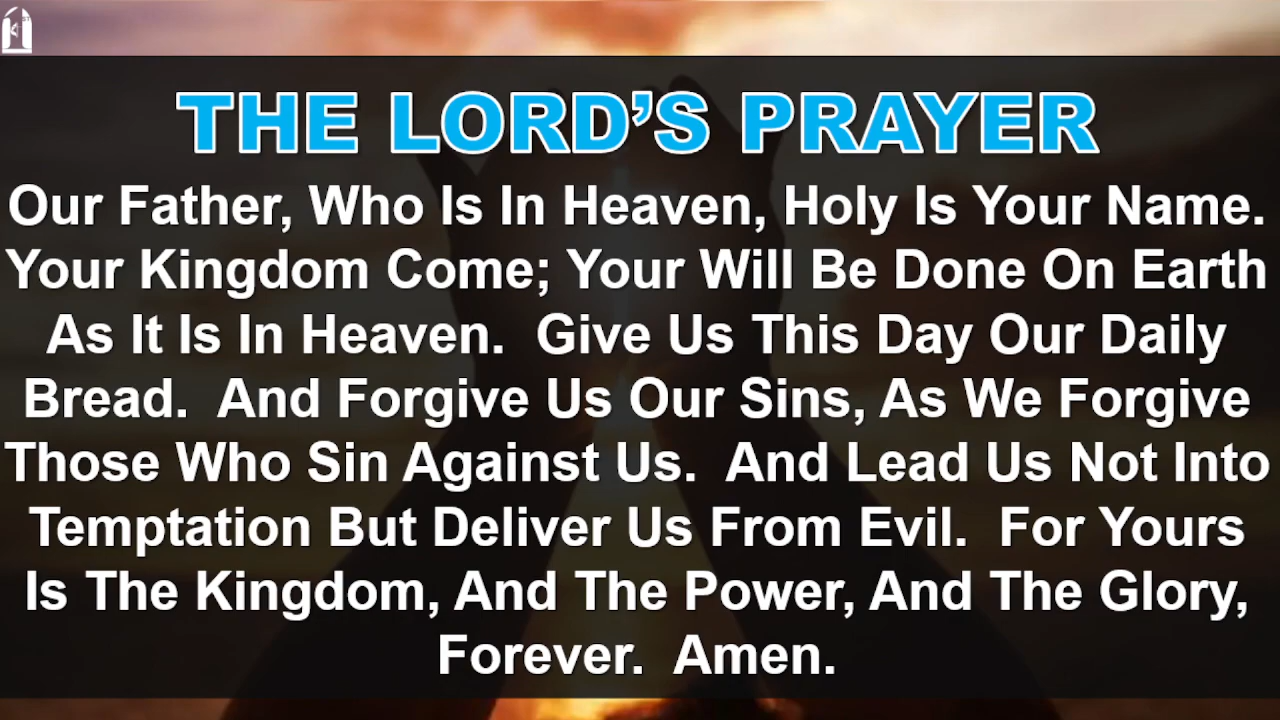 THE LORD’S PRAYER
Our Father, Who Is In Heaven, Holy Is Your Name.
Your Kingdom Come; Your Will Be Done On Earth
As It Is In Heaven.  Give Us This Day Our Daily
Bread.  And Forgive Us Our Sins, As We Forgive
Those Who Sin Against Us.  And Lead Us Not Into
Temptation But Deliver Us From Evil.  For Yours
Is The Kingdom, And The Power, And The Glory,
Forever.  Amen.